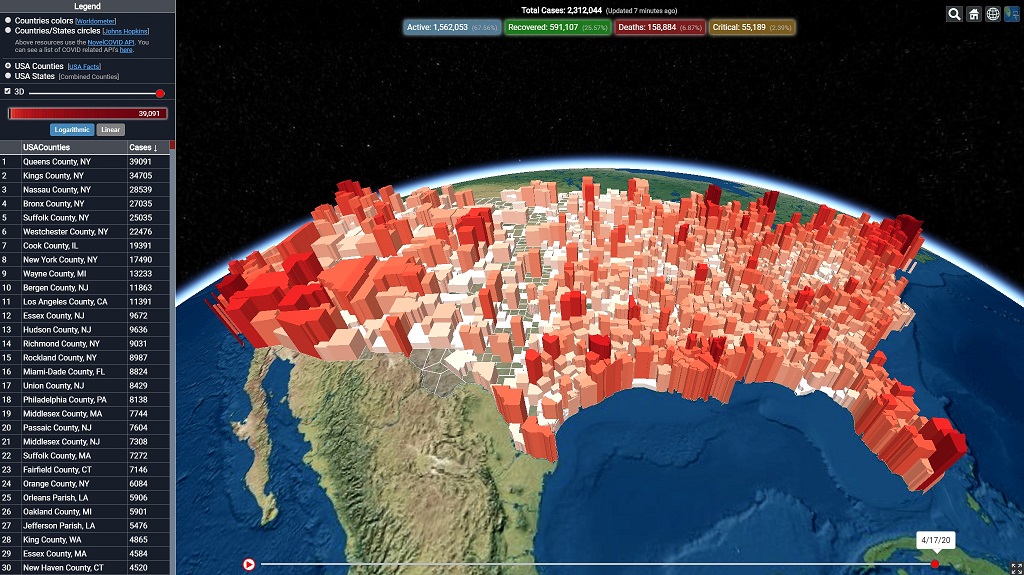 Legend
Countries colors [Worldometer]
Countries/States circles [Johns Hopkins]
Above resources use the NovelCOVID API. You
can see a list of COVID related API's here.
USA Counties [USA Facts]
USA States [Combined Counties]
3D
39,091
Logarithmic Linear
USACounties Cases ↓
1 Queens County, NY 39091
2 Kings County, NY 34705
3 Nassau County, NY 28539
4 Bronx County, NY 27035
5 Suffolk County, NY 25035
6 Westchester County, NY 22476
7 Cook County, IL 19391
8 New York County, NY 17490
9 Wayne County, MI 13233
10 Bergen County, NJ 11863
11 Los Angeles County, CA 11391
12 Essex County, NJ 9672
13 Hudson County, NJ 9636
14 Richmond County, NY 9031
15 Rockland County, NY 8987
16 Miami-Dade County, FL 8824
17 Union County, NJ 8429
18 Philadelphia County, PA 8138
19 Middlesex County, MA 7744
20 Passaic County, NJ 7604
21 Middlesex County, NJ 7308
22 Suffolk County, MA 7272
23 Fairfield County, CT 7146
24 Orange County, NY 6084
25 Orleans Parish, LA 5906
26 Oakland County, MI 5901
27 Jefferson Parish, LA 5476
28 King County, WA 4865
29 Essex County, MA 4584
30 New Haven County, CT 4520
Total Cases: 2,312,044 (Updated 7 minutes ago)
Active: 1,562,053 (67.56%) Recovered: 591,107 (25.57%) Deaths: 158,884 (6.87%) Critical: 55,189 (2.39%)
4/17/20